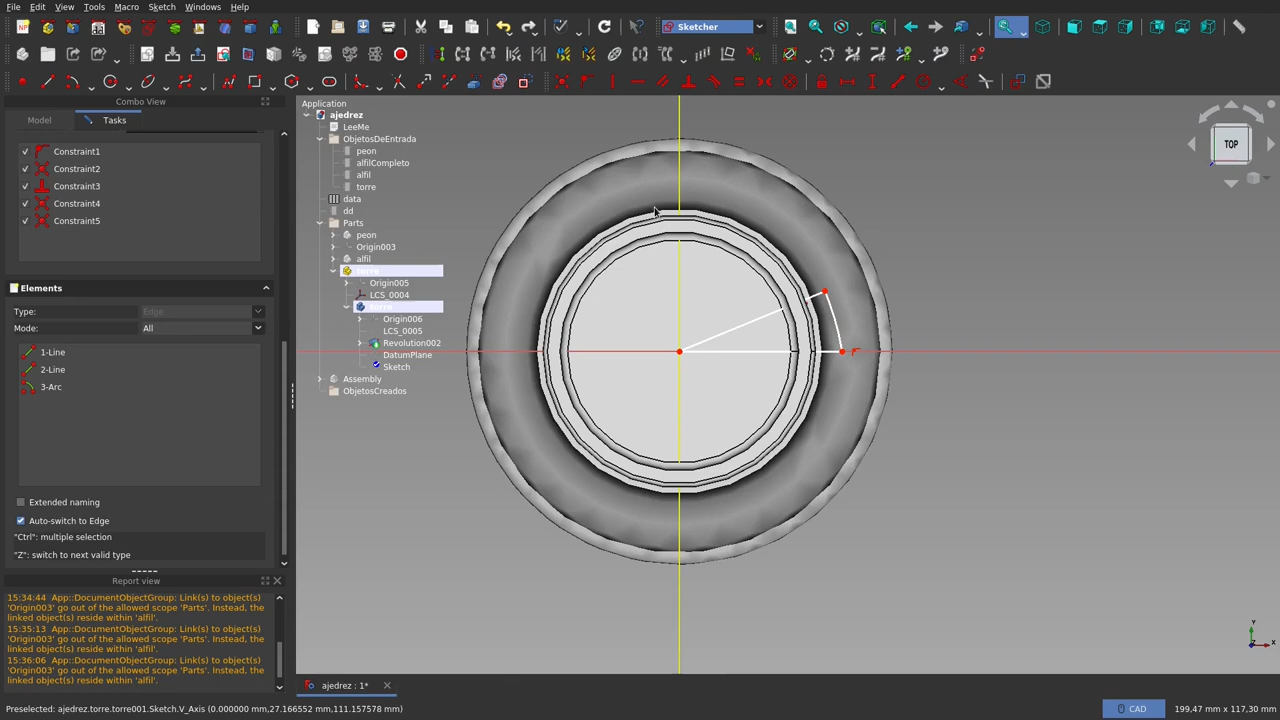 File Edit View Tools Macro Sketch Windows Help
Sketcher
Combo View
Model Tasks
Constraint1
Constraint2
Constraint3
Constraint4
Constraint5
Elements
Type: Edge
Mode: All
1-Line
2-Line
3-Arc
Extended naming
Auto-switch to Edge
"Ctrl": multiple selection
"Z": switch to next valid type
Report view
15:34:44 App::DocumentObjectGroup: Link(s) to object(s)
'Origin003' go out of the allowed scope 'Parts'. Instead, the
linked object(s) reside within 'alfil'.
15:35:13 App::DocumentObjectGroup: Link(s) to object(s)
'Origin003' go out of the allowed scope 'Parts'. Instead, the
linked object(s) reside within 'alfil'.
15:36:06 App::DocumentObjectGroup: Link(s) to object(s)
'Origin003' go out of the allowed scope 'Parts'. Instead, the
linked object(s) reside within 'alfil'.
Application
ajedrez
LeeMe
ObjetosDeEntrada
peon
alfilCompleto
alfil
torre
data
dd
Parts
peon
Origin003
alfil
torre
Origin005
LCS_0004
torre
Origin006
LCS_0005
Revolution002
DatumPlane
Sketch
Assembly
ObjetosCreados
TOP
Y
Z
X
ajedrez : 1*
Preselected: ajedrez.torre.torre001.Sketch.V_Axis (0.000000 mm,27.166552 mm,111.157578 mm)
CAD
199,47 mm x 117,30 mm